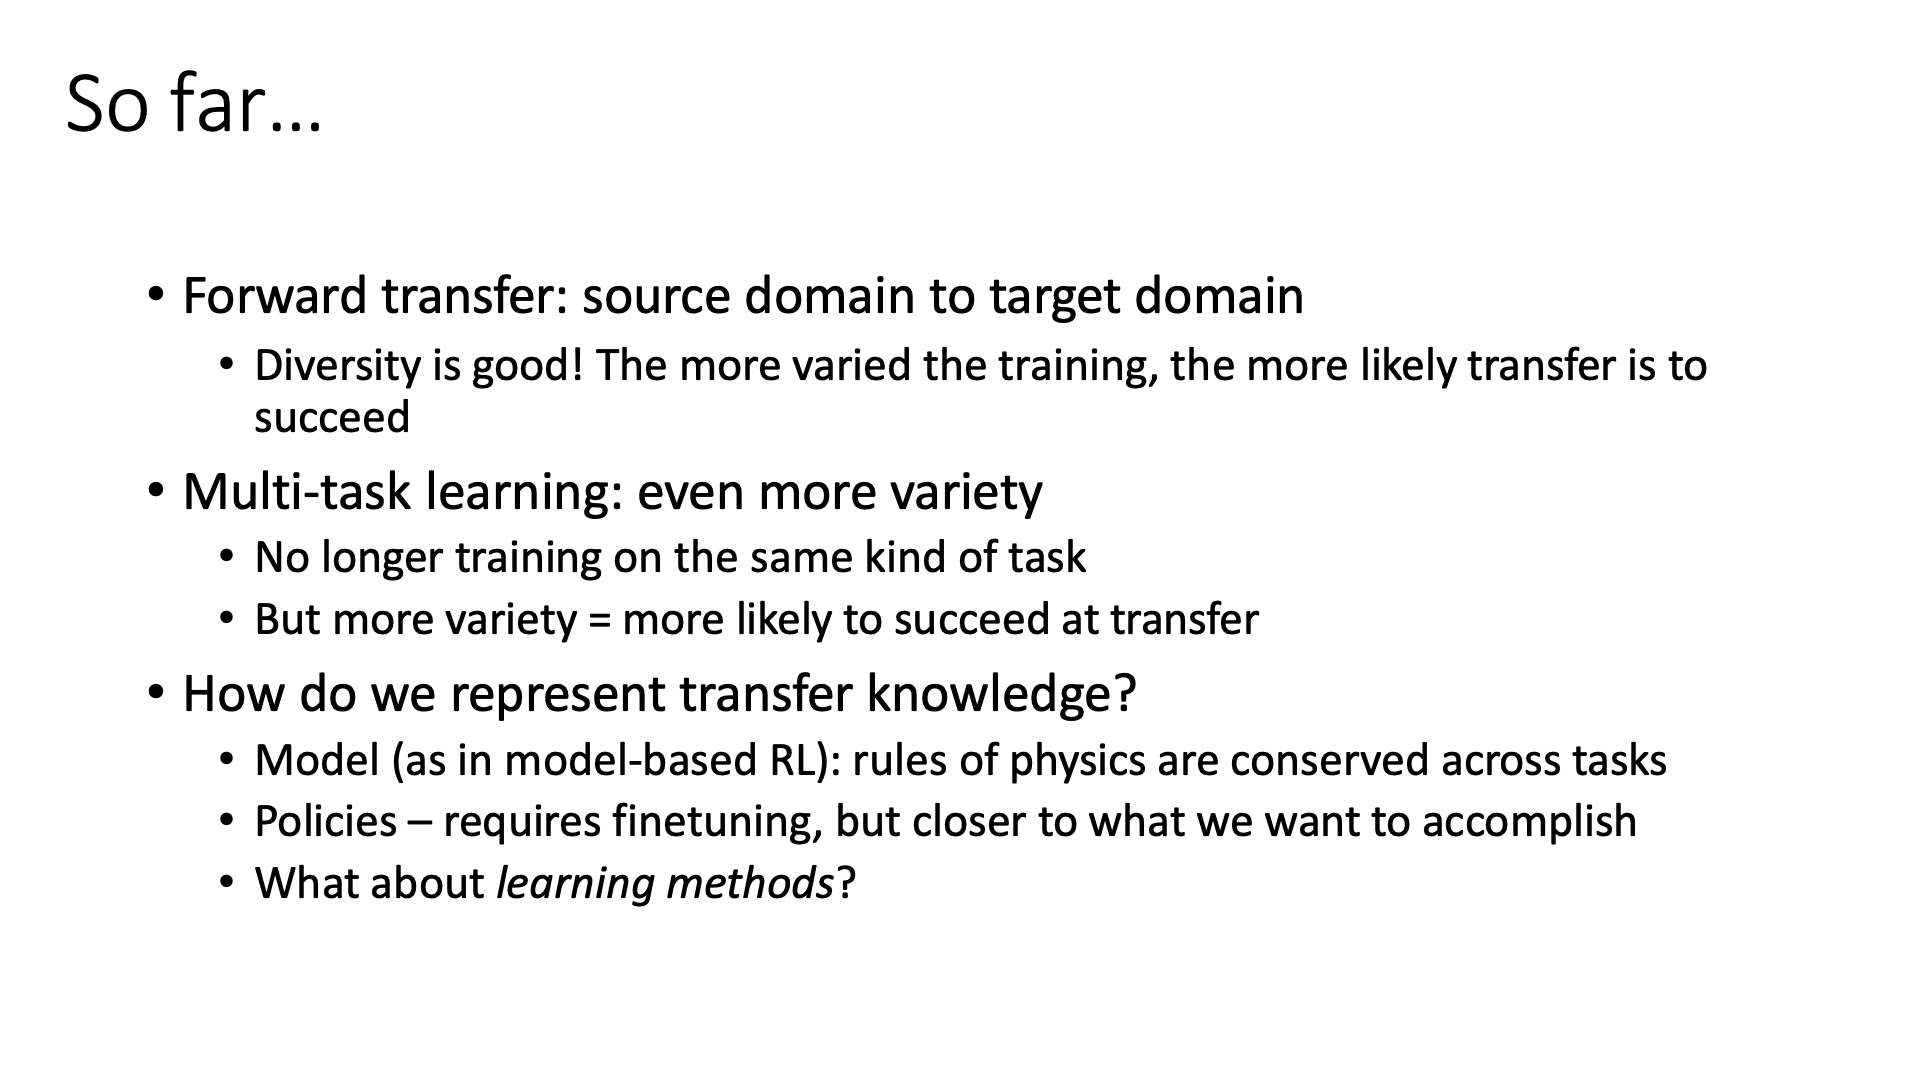 So far…
• Forward transfer: source domain to target domain
• Diversity is good! The more varied the training, the more likely transfer is to
succeed
• Multi-task learning: even more variety
• No longer training on the same kind of task
• But more variety = more likely to succeed at transfer
• How do we represent transfer knowledge?
• Model (as in model-based RL): rules of physics are conserved across tasks
• Policies – requires finetuning, but closer to what we want to accomplish
• What about learning methods?